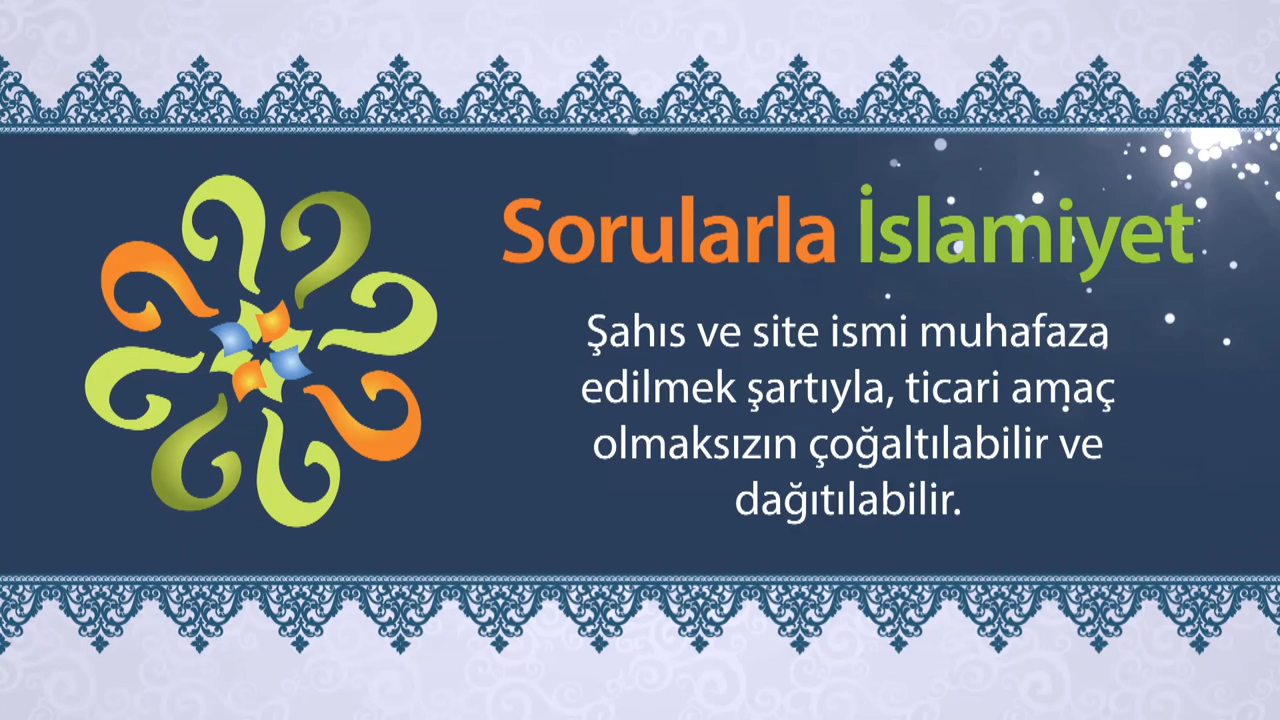 Sorularla İslamiyet
Şahıs ve site ismi muhafaza
edilmek şartıyla, ticari amaç
olmaksızın çoğaltılabilir ve
dağıtılabilir.